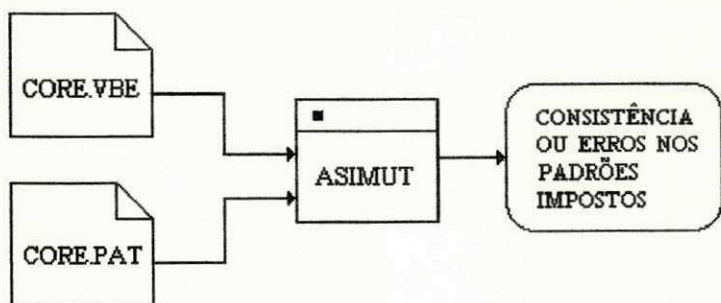 CORE.VBE
CORE.PAT
ASIMUT
CONSISTÊNCIA
OU ERROS NOS
PADRÕES
IMPOSTOS